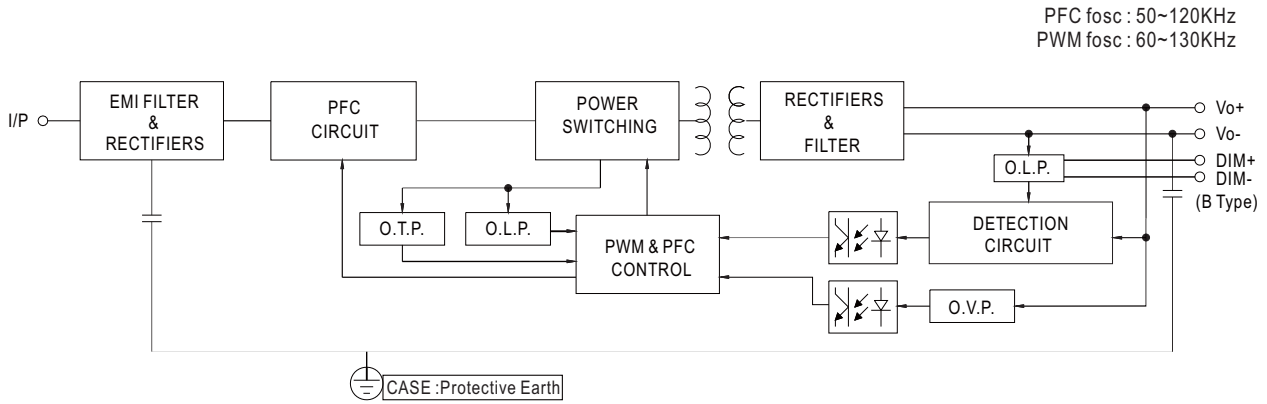 PFC fosc : 50~120KHz
PWM fosc : 60~130KHz
I/P
EMI FILTER
&
RECTIFIERS
PFC
CIRCUIT
POWER
SWITCHING
RECTIFIERS
&
FILTER
Vo+
Vo-
DIM+
DIM-
(B Type)
O.L.P.
O.T.P.
O.L.P.
PWM & PFC
CONTROL
DETECTION
CIRCUIT
O.V.P.
CASE :Protective Earth